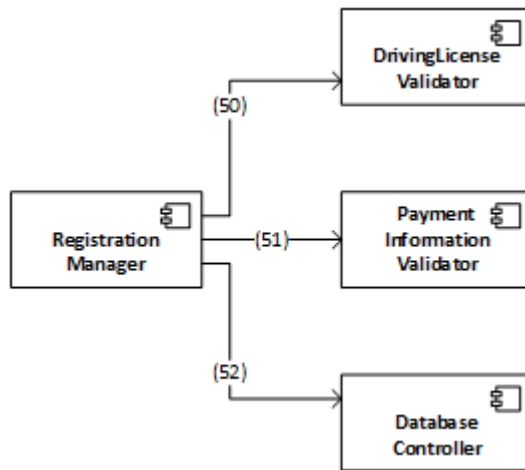 DrivingLicense
Validator
(50)
Registration
Manager
(51)
Payment
Information
Validator
(52)
Database
Controller